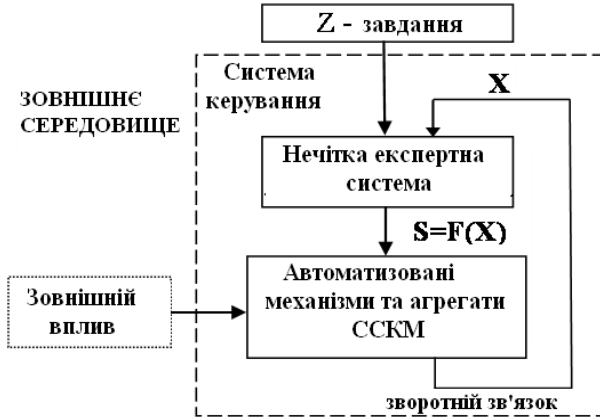 Z - завдання
Система
керування
X
ЗОВНІШНЄ
СЕРЕДОВИЩЕ
Нечітка експертна
система
S=F(X)
Автоматизовані
механізми та агрегати
ССКМ
Зовнішній
вплив
зворотній зв'язок